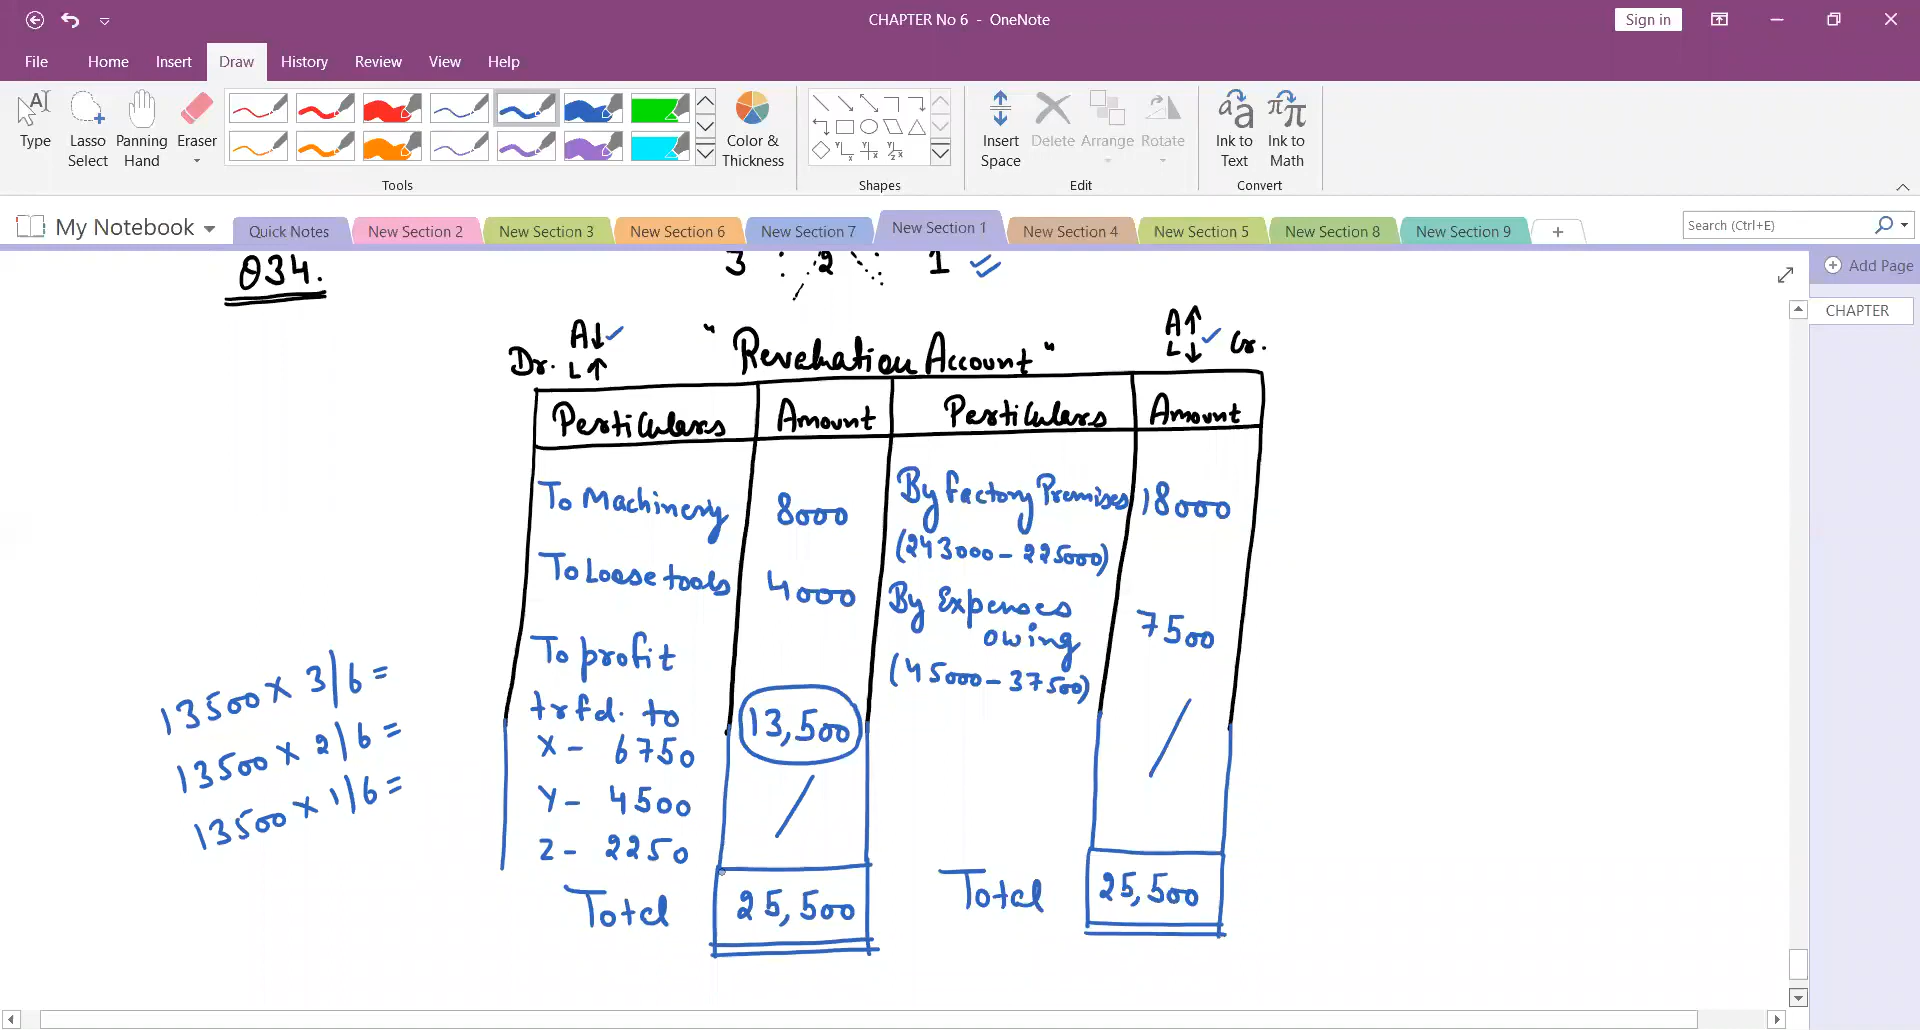 CHAPTER No 6 - OneNote
Sign in
File Home Insert Draw History Review View Help
Type
Lasso Select
Panning Hand
Eraser
Color & Thickness
Insert Space
Delete
Arrange
Rotate
Ink to Text
Ink to Math
Tools
Shapes
Edit
Convert
My Notebook
Quick Notes New Section 2 New Section 3 New Section 6 New Section 7 New Section 1 New Section 4 New Section 5 New Section 8 New Section 9 +
Search (Ctrl+E)
Add Page
CHAPTER
Q34.
3 : 2 : 1
Dr. A↓ L↑ "Revaluation Account" A↑ L↓ Cr.
Particulars Amount Particulars Amount
To Machinery 8000 By Factory Premises 18000
(243000 - 225000)
To Loose tools 4000 By Expenses owing 7500
(45000 - 37500)
To profit
trfd. to 13,500
X - 6750
Y - 4500
Z - 2250
Total 25,500 Total 25,500
13500 x 3/6 =
13500 x 2/6 =
13500 x 1/6 =